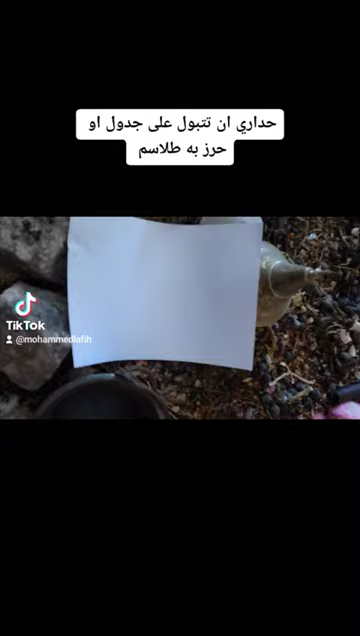 حداري ان تتبول على جدول او
حرز به طلاسم
TikTok
@mohammedlafih